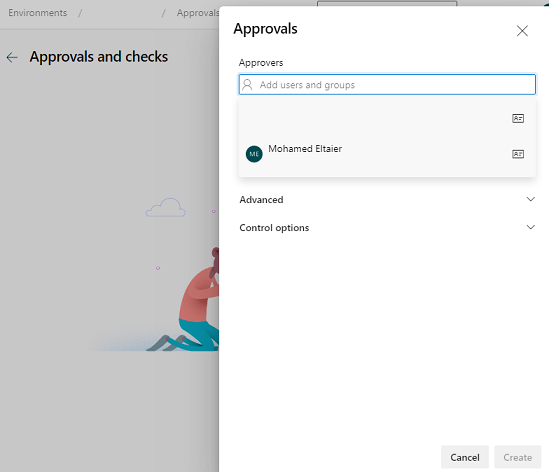 Environments / / Approvals
Approvals and checks
Approvals
Approvers
Add users and groups
ME Mohamed Eltaier
Advanced
Control options
Cancel Create